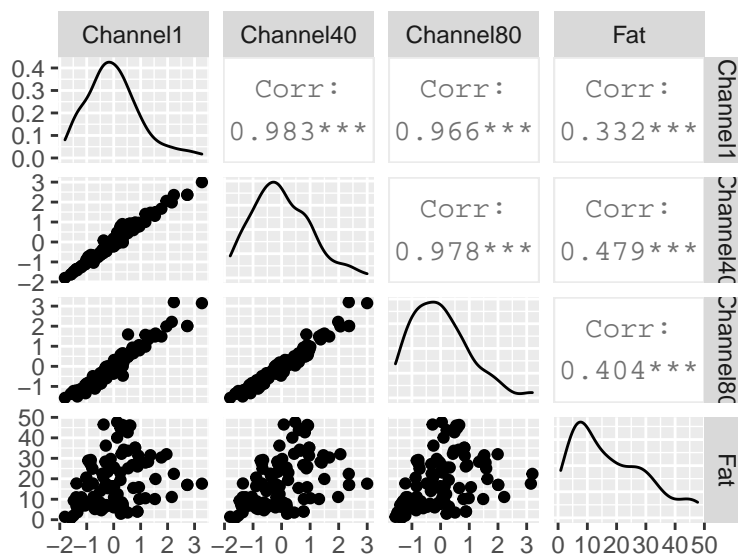 Channel1 Channel40 Channel80 Fat
0.4
0.3
0.2
0.1
0.0
Corr: Corr: Corr:
0.983*** 0.966*** 0.332***
Channel1
3
2
1
0
−1
−2
Corr: Corr:
0.978*** 0.479***
Channel40
3
2
1
0
−1
Corr:
0.404***
Channel80
50
40
30
20
10
0
Fat
−2 −1 0 1 2 3 −2 −1 0 1 2 3 −1 0 1 2 3 0 10 20 30 40 50